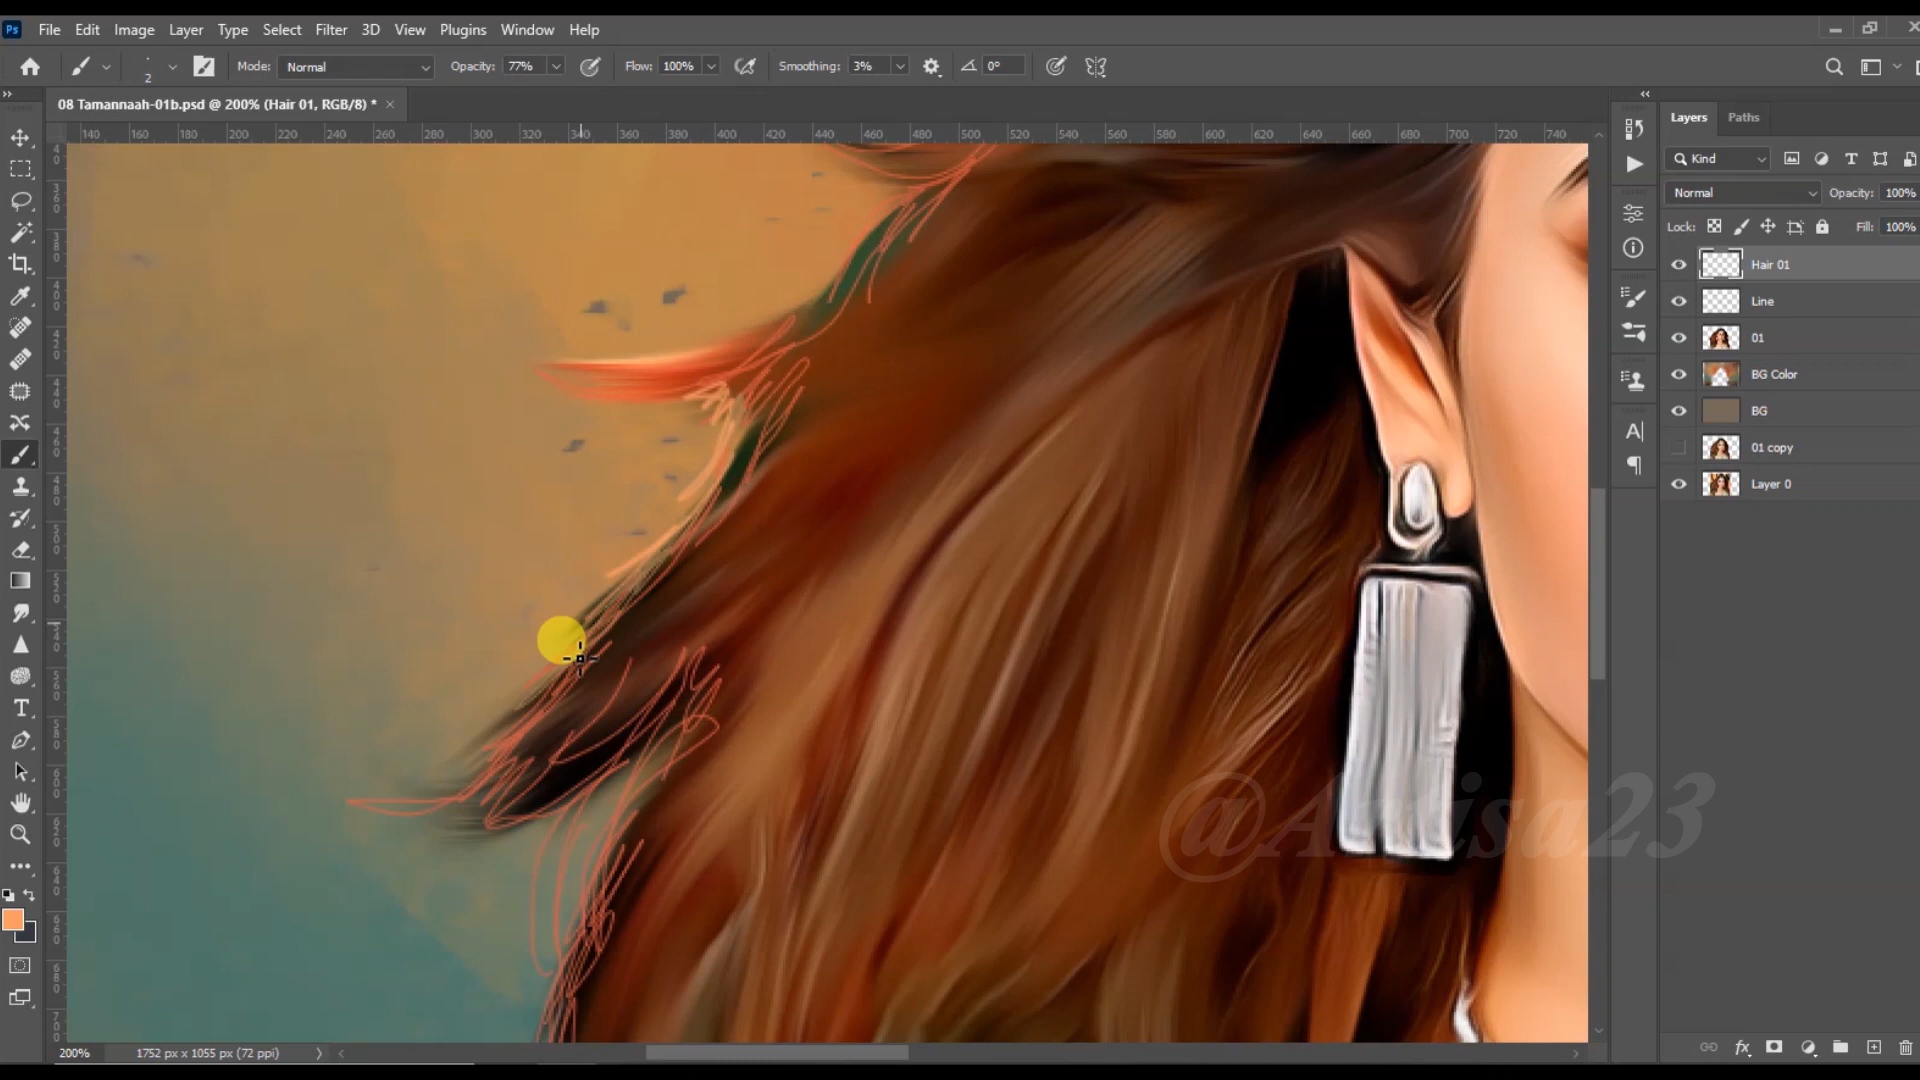 Ps File Edit Image Layer Type Select Filter 3D View Plugins Window Help
2 Mode: Normal Opacity: 77% Flow: 100% Smoothing: 3% 0°
08 Tamannaah-01b.psd @ 200% (Hair 01, RGB/8) *
140 160 180 200 220 240 260 280 300 320 340 360 380 400 420 440 460 480 500 520 540 560 580 600 620 640 660 680 700 720 740
Layers Paths
Kind
Normal Opacity: 100%
Lock: Fill: 100%
Hair 01
Line
01
BG Color
BG
01 copy
Layer 0
200% 1752 px x 1055 px (72 ppi)